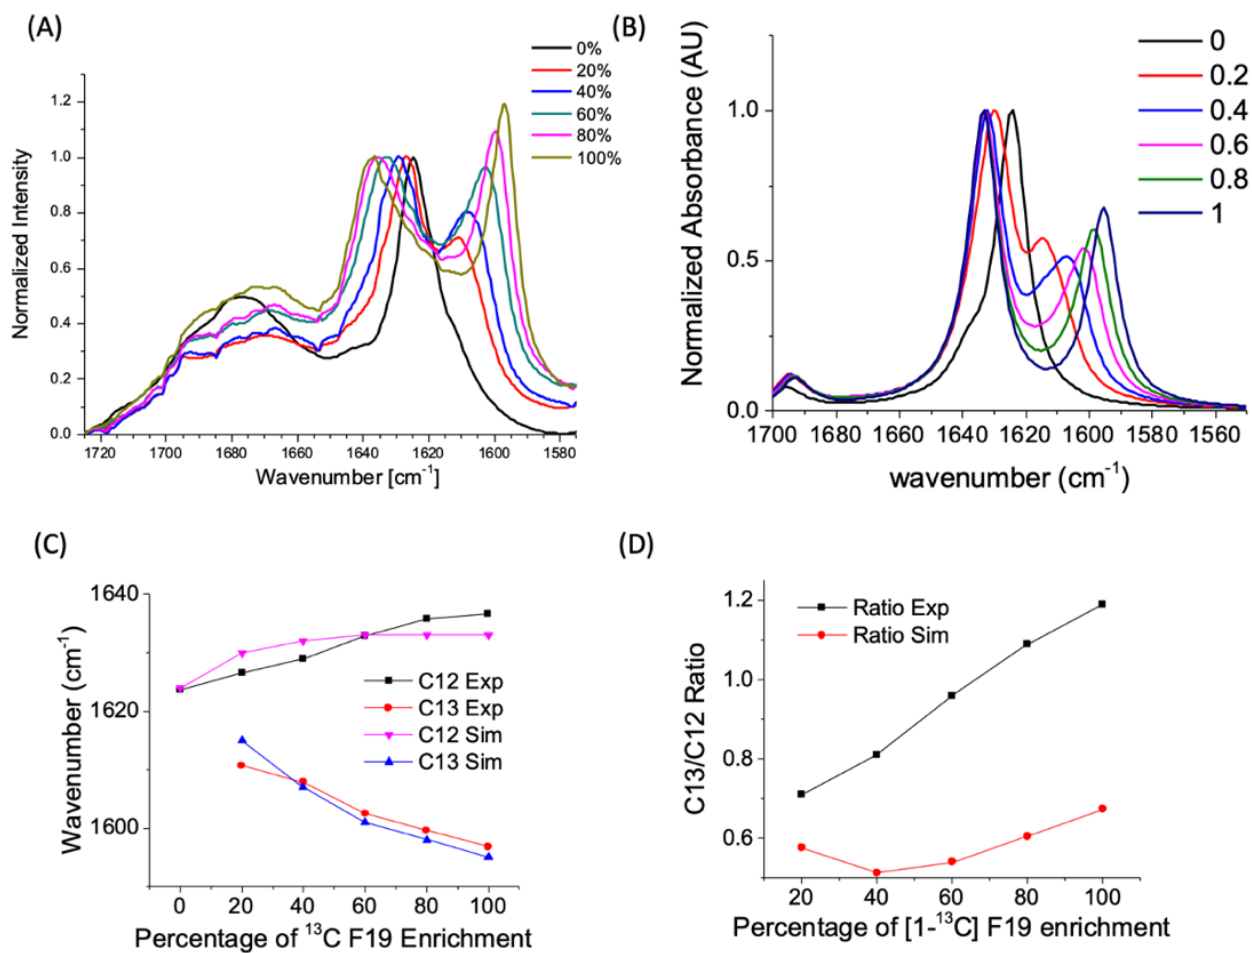 (A)
0%
20%
40%
60%
80%
100%
Normalized Intensity
1.2
1.0
0.8
0.6
0.4
0.2
0.0
1720 1700 1680 1660 1640 1620 1600 1580
Wavenumber [cm-1]
(B)
0
0.2
0.4
0.6
0.8
1
Normalized Absorbance (AU)
1.0
0.5
0.0
1700 1680 1660 1640 1620 1600 1580 1560
wavenumber (cm-1)
(C)
Wavenumber (cm-1)
1640
1620
1600
C12 Exp
C13 Exp
C12 Sim
C13 Sim
0 20 40 60 80 100
Percentage of 13C F19 Enrichment
(D)
C13/C12 Ratio
1.2
1.0
0.8
0.6
Ratio Exp
Ratio Sim
20 40 60 80 100
Percentage of [1-13C] F19 enrichment